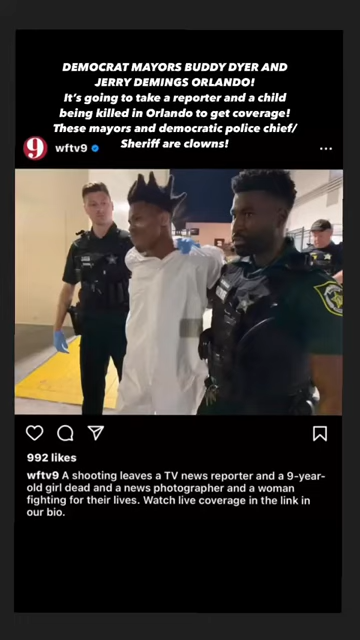 DEMOCRAT MAYORS BUDDY DYER AND
JERRY DEMINGS ORLANDO!
It's going to take a reporter and a child
being killed in Orlando to get coverage!
These mayors and democratic police chief/
Sheriff are clowns!
9 wftv9
992 likes
wftv9 A shooting leaves a TV news reporter and a 9-year-
old girl dead and a news photographer and a woman
fighting for their lives. Watch live coverage in the link in
our bio.